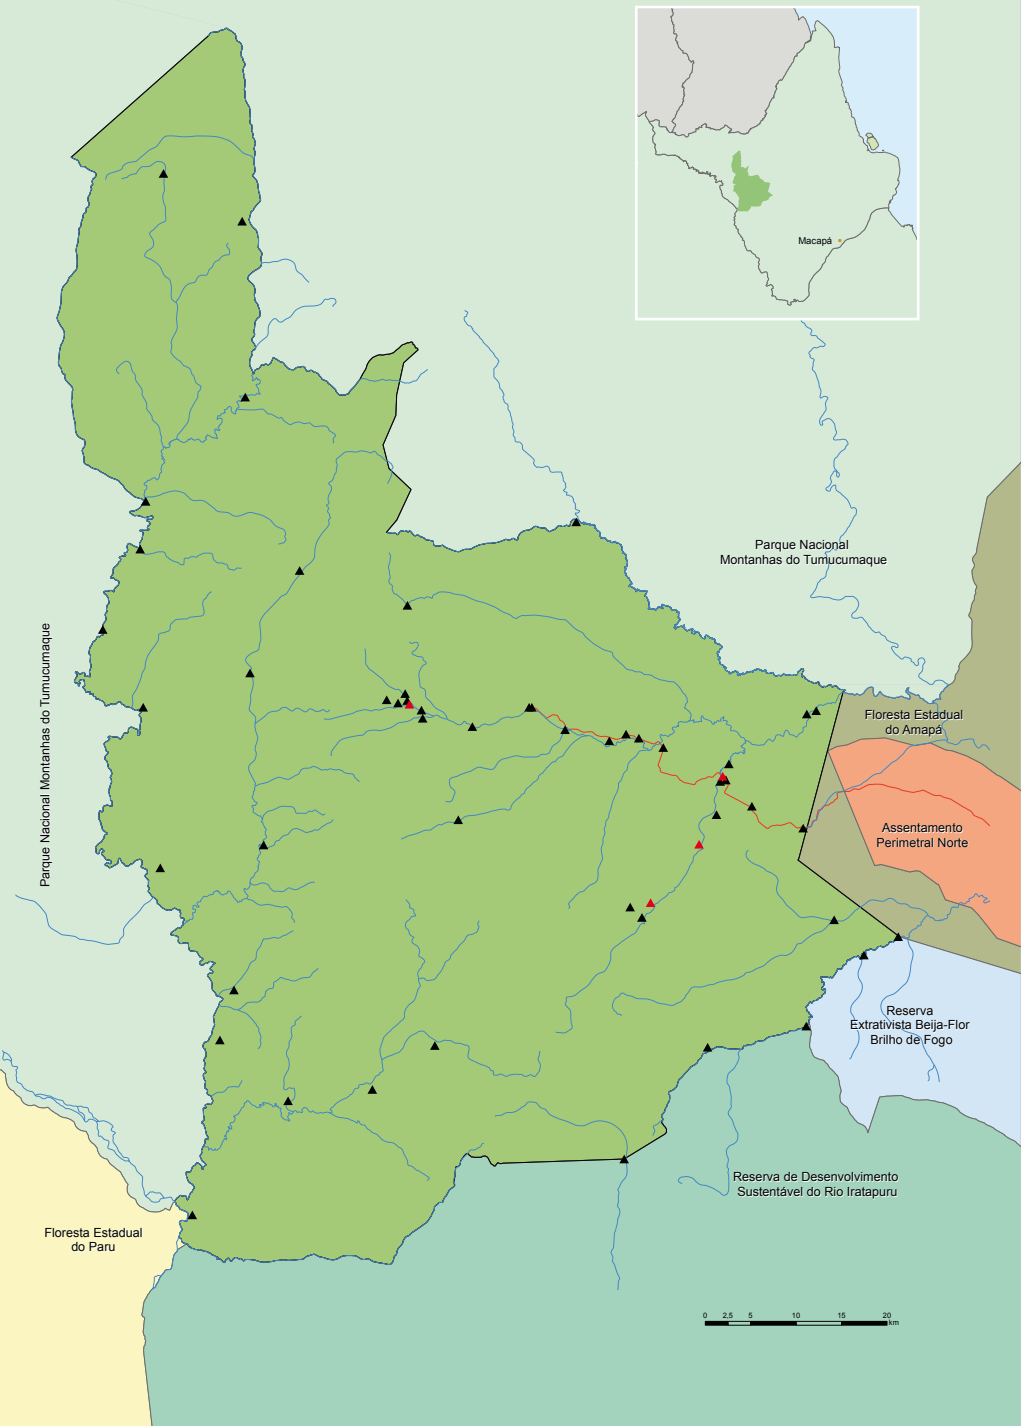 Macapá
Parque Nacional
Montanhas do Tumucumaque
Parque Nacional Montanhas do Tumucumaque
Floresta Estadual
do Amapá
Assentamento
Perimetral Norte
Reserva
Extrativista Beija-Flor
Brilho de Fogo
Reserva de Desenvolvimento
Sustentável do Rio Iratapuru
Floresta Estadual
do Paru
0 2,5 5 10 15 20
km